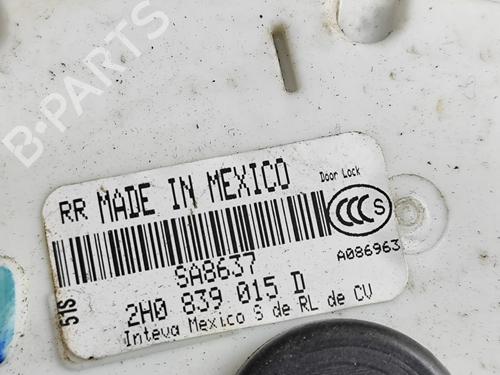 B-PARTS
RR MADE IN MEXICO
Door Lock
CCC S
A086963
SA8637
51S
2H0 839 015 D
Inteva Mexico S de RL de CV